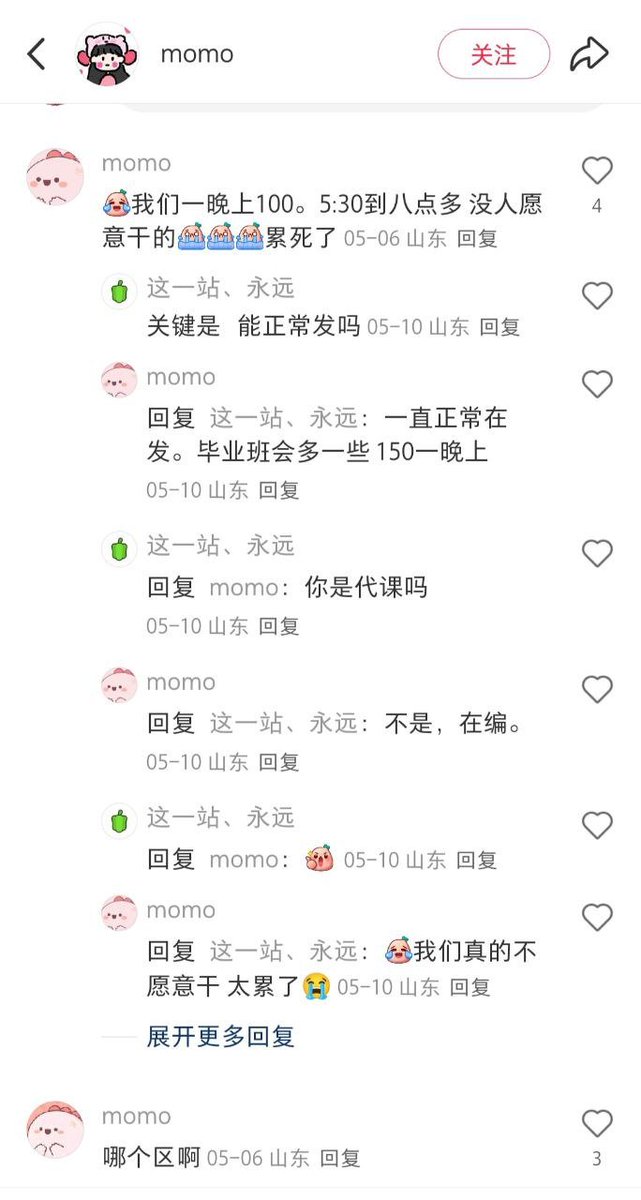 momo
关注
momo
我们一晚上100。5:30到八点多 没人愿
4
意干的累死了 05-06 山东 回复
这一站、永远
关键是 能正常发吗 05-10 山东 回复
momo
回复 这一站、永远：一直正常在
发。毕业班会多一些 150一晚上
05-10 山东 回复
这一站、永远
回复 momo：你是代课吗
05-10 山东 回复
momo
回复 这一站、永远：不是，在编。
05-10 山东 回复
这一站、永远
回复 momo： 05-10 山东 回复
momo
回复 这一站、永远：我们真的不
愿意干 太累了 05-10 山东 回复
展开更多回复
momo
哪个区啊 05-06 山东 回复
3